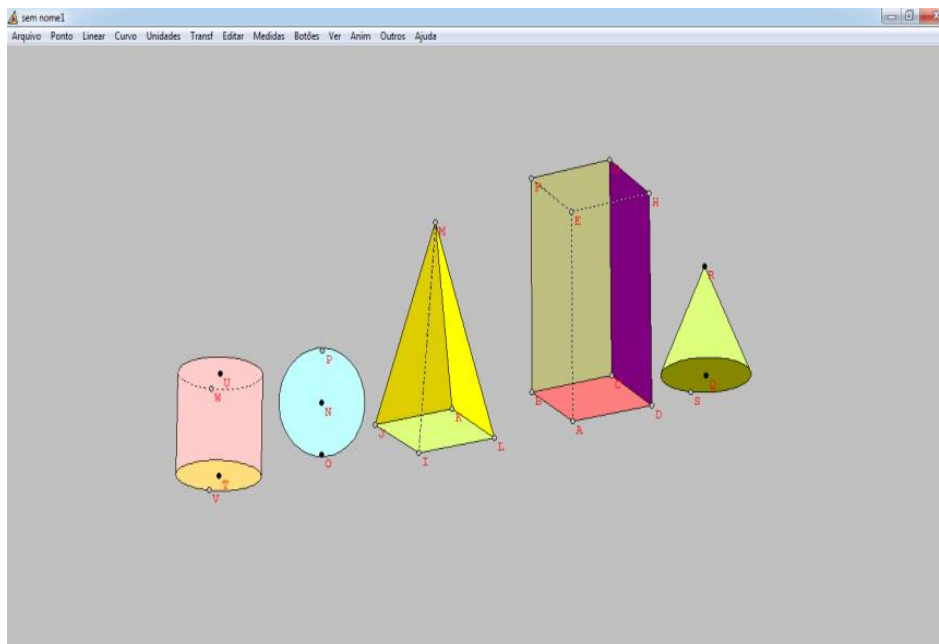 sem nome1
Arquivo Ponto Linear Curvo Unidades Transf Editar Medidas Botões Ver Anim Outros Ajuda
F
E
H
M
R
U
W
P
N
O
T
V
J
K
I
L
B
C
A
D
Q
S